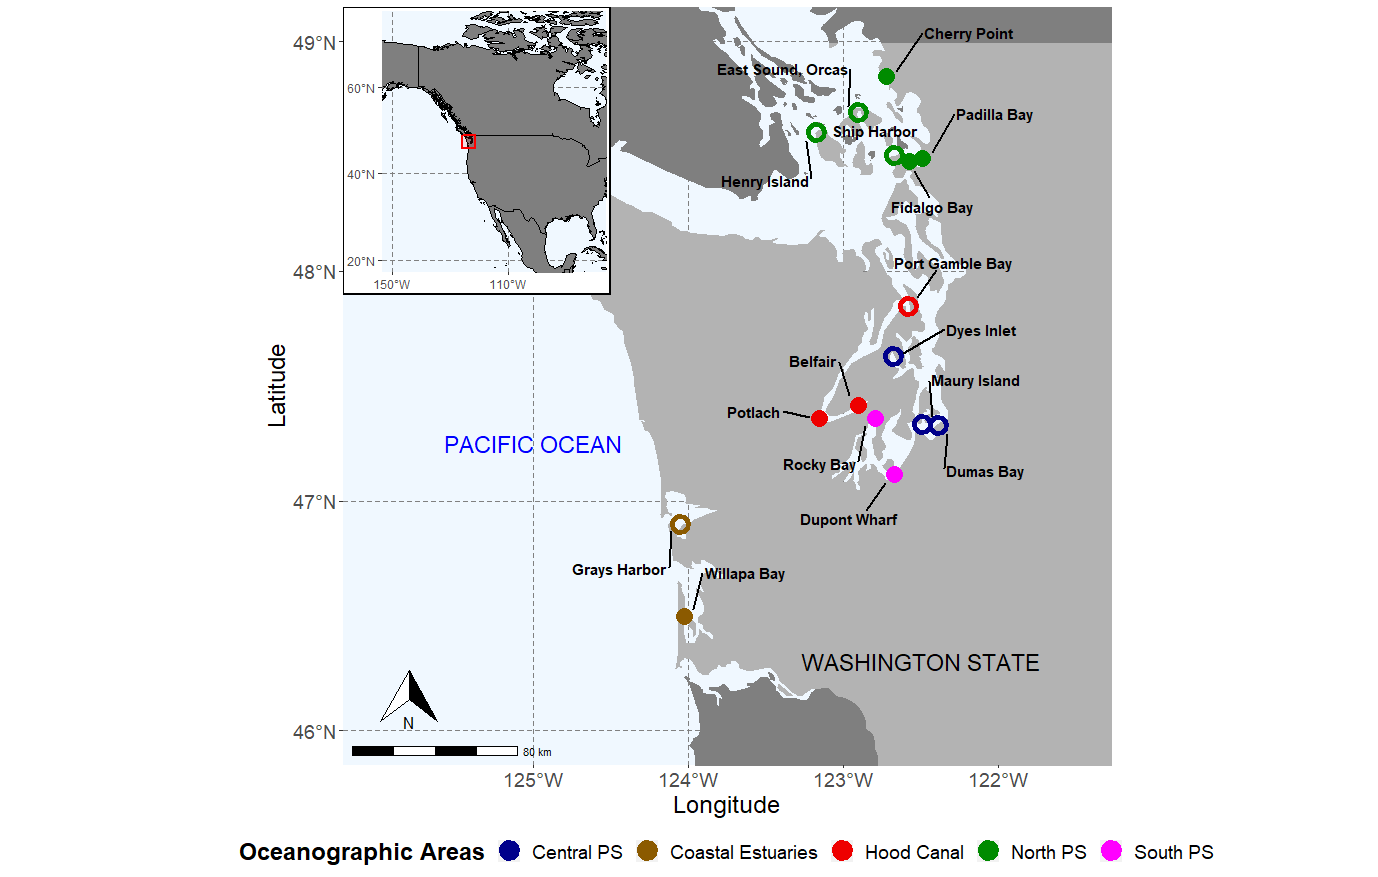 49°N
48°N
47°N
46°N
Latitude
60°N
40°N
20°N
150°W
110°W
Cherry Point
East Sound, Orcas
Padilla Bay
Ship Harbor
Henry Island
Fidalgo Bay
Port Gamble Bay
Dyes Inlet
Belfair
Maury Island
Potlach
PACIFIC OCEAN
Rocky Bay
Dumas Bay
Dupont Wharf
Grays Harbor
Willapa Bay
WASHINGTON STATE
N
80 km
125°W
124°W
123°W
122°W
Longitude
Oceanographic Areas Central PS Coastal Estuaries Hood Canal North PS South PS